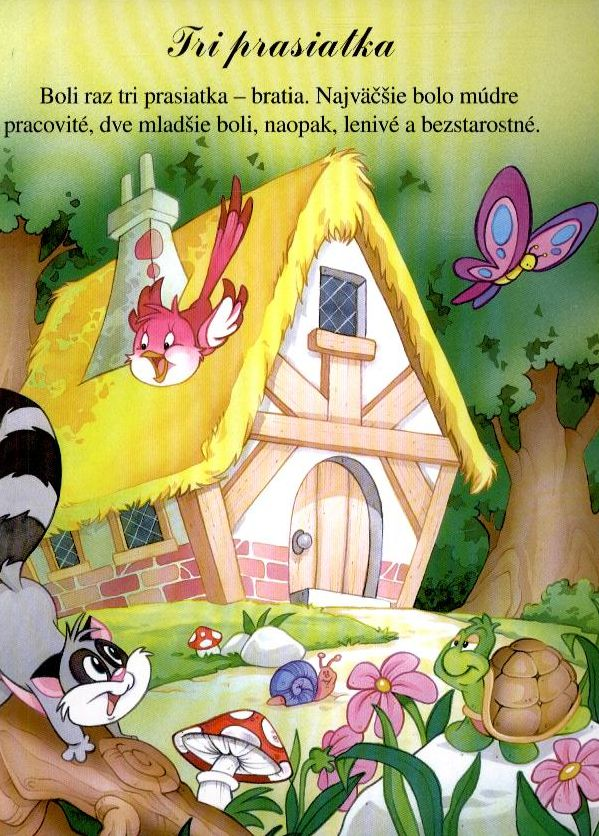 Tri prasiatka
Boli raz tri prasiatka – bratia. Najväčšie bolo múdre
pracovité, dve mladšie boli, naopak, lenivé a bezstarostné.